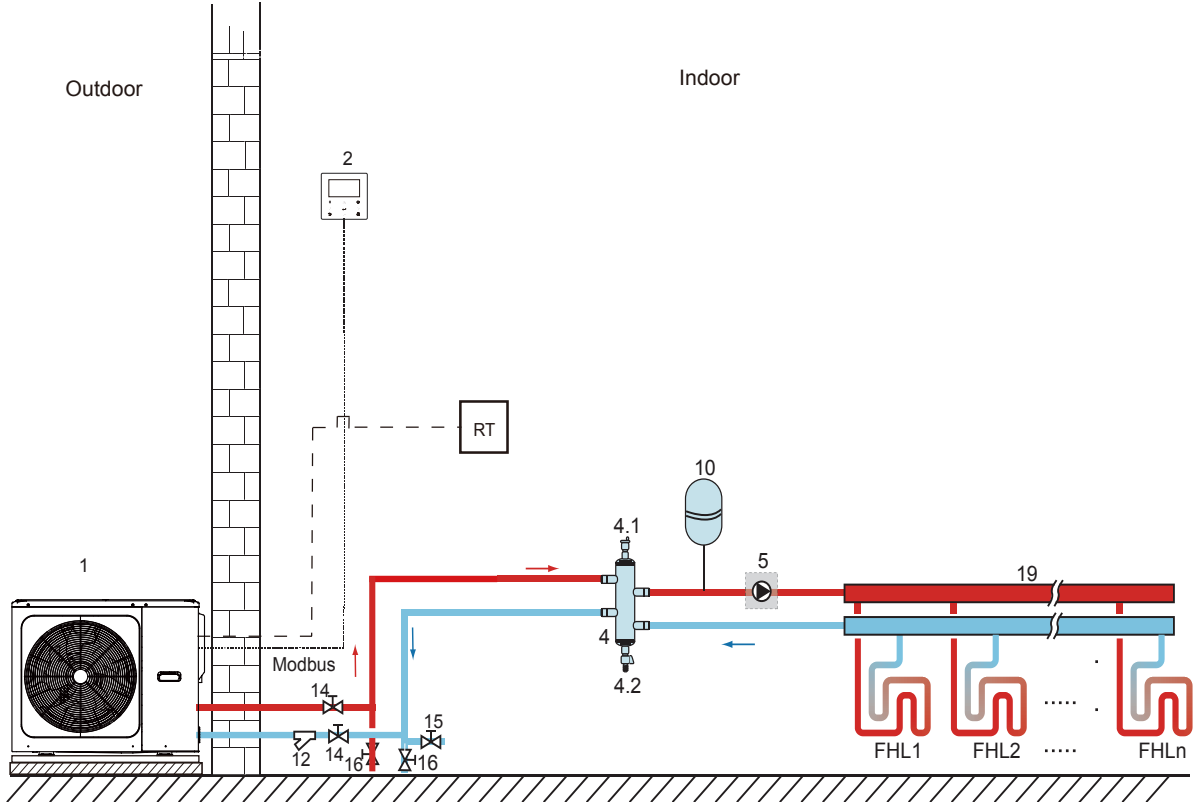 Outdoor
Indoor
2
RT
10
4.1
1
5
19
4
Modbus
4.2
14
15
12
14
16
16
FHL1
FHL2
.....
FHLn
.....